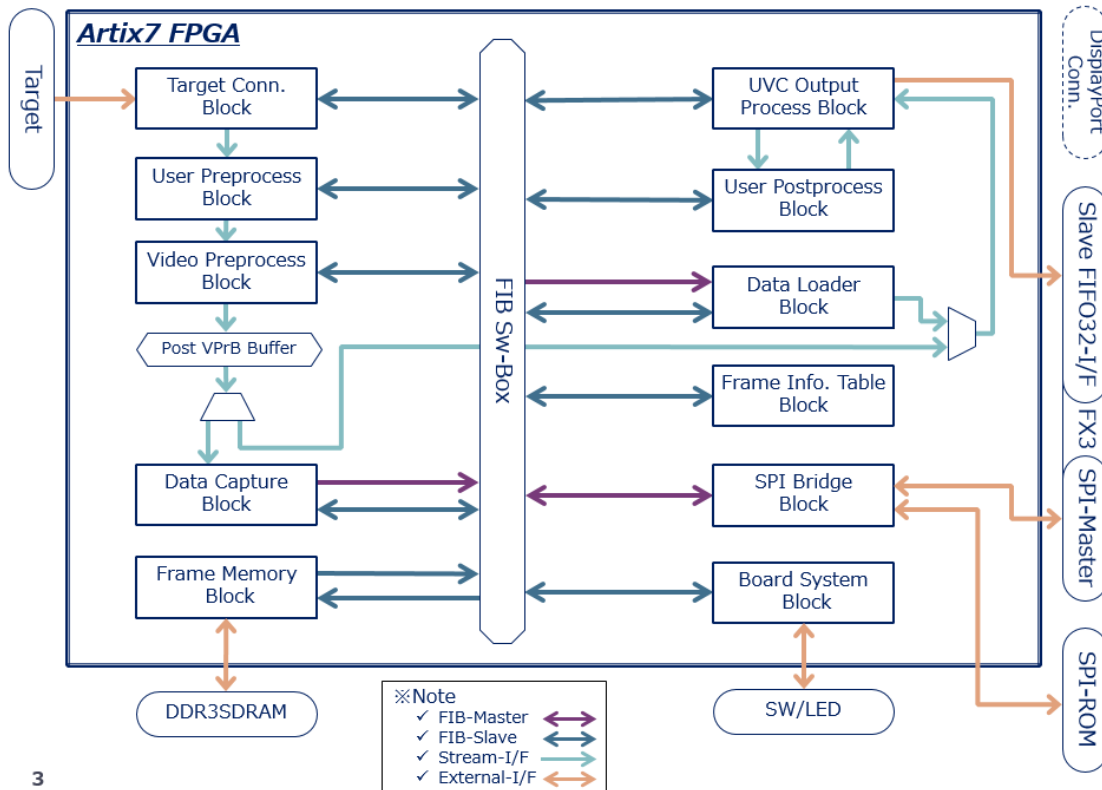 Artix7 FPGA
Target
Target Conn.
Block
User Preprocess
Block
Video Preprocess
Block
Post VPrB Buffer
Data Capture
Block
Frame Memory
Block
DDR3SDRAM
FIB Sw-Box
UVC Output
Process Block
User Postprocess
Block
Data Loader
Block
Frame Info. Table
Block
SPI Bridge
Block
Board System
Block
SW/LED
DisplayPort
Conn.
Slave FIFO32-I/F
FX3
SPI-Master
SPI-ROM
※Note
✓ FIB-Master
✓ FIB-Slave
✓ Stream-I/F
✓ External-I/F
3